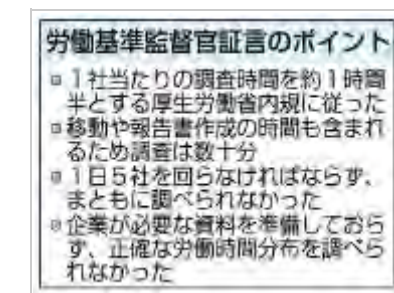 労働基準監督官証言のポイント
▫1社当たりの調査時間を約1時間
半とする厚生労働省内規に従った
▫移動や報告書作成の時間も含まれ
るため調査は数十分
▫1日5社を回らなければならず、
まともに調べられなかった
▫企業が必要な資料を準備しておら
ず、正確な労働時間分布を調べら
れなかった